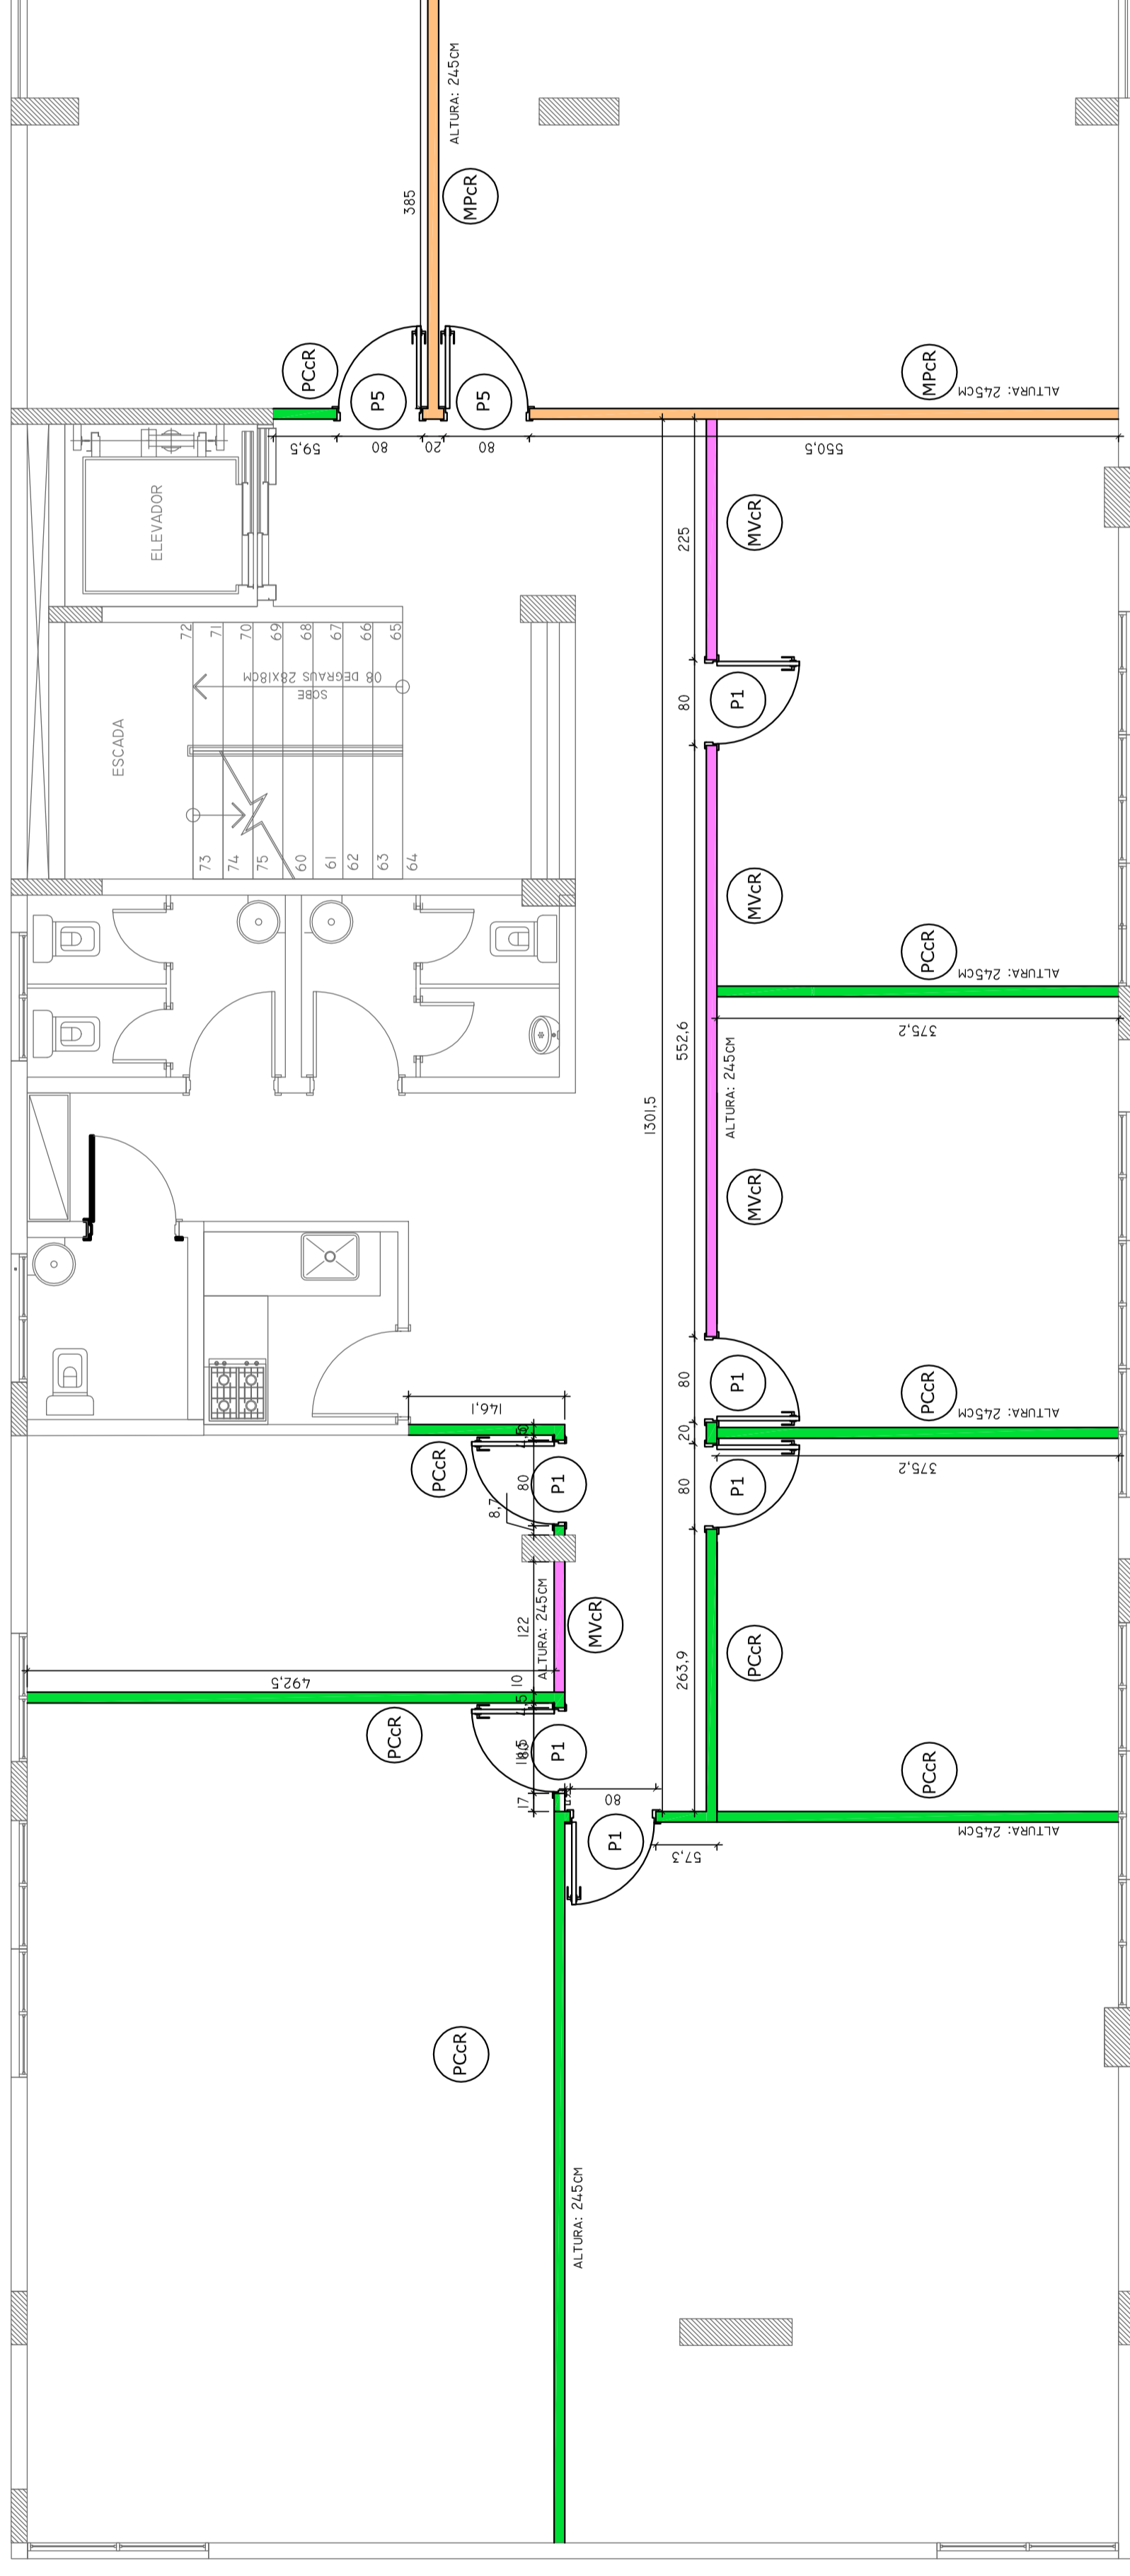 ALTURA: 245CM
385
MPcR
PCcR
P5
P5
MPcR
ALTURA: 245CM
59,5
80
20
80
550,5
ELEVADOR
225
MVcR
72
71
70
69
68
67
66
65
08 DEGRAUS 28X18CM
SOBE
ESCADA
80
P1
73
74
75
60
61
62
63
64
MVcR
PCcR
ALTURA: 245CM
375,2
552,6
ALTURA: 245CM
1301,5
MVcR
80
P1
PCcR
ALTURA: 245CM
146,1
20
375,2
PCcR
80
P1
80
P1
8,7
122
ALTURA: 245CM
MVcR
PCcR
263,9
492,5
10
PCcR
P1
17
80
P1
57,3
PCcR
ALTURA: 245CM
PCcR
ALTURA: 245CM